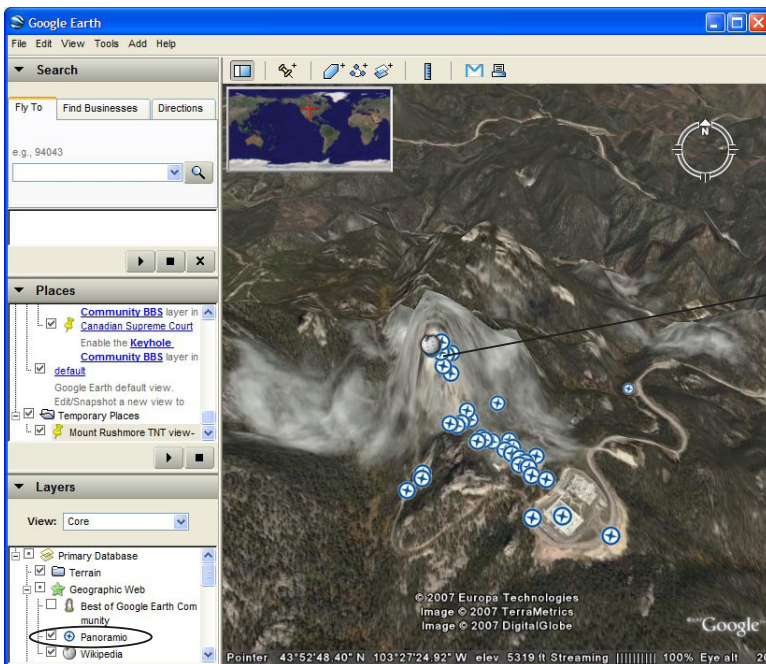 Google Earth
File Edit View Tools Add Help
Search
Fly To Find Businesses Directions
e.g., 94043
N
Places
Community BBS layer in
Canadian Supreme Court
Enable the Keyhole
Community BBS layer in
default
Google Earth default view.
Edit/Snapshot a new view to
Temporary Places
Mount Rushmore TNT view-
Layers
View: Core
Primary Database
Terrain
Geographic Web
Best of Google Earth Com
munity
Panoramio
Wikipedia
© 2007 Europa Technologies
Image © 2007 TerraMetrics
Image © 2007 DigitalGlobe
Google
Pointer 43°52'48.40" N 103°27'24.92" W elev 5319 ft Streaming |||||||||| 100% Eye alt